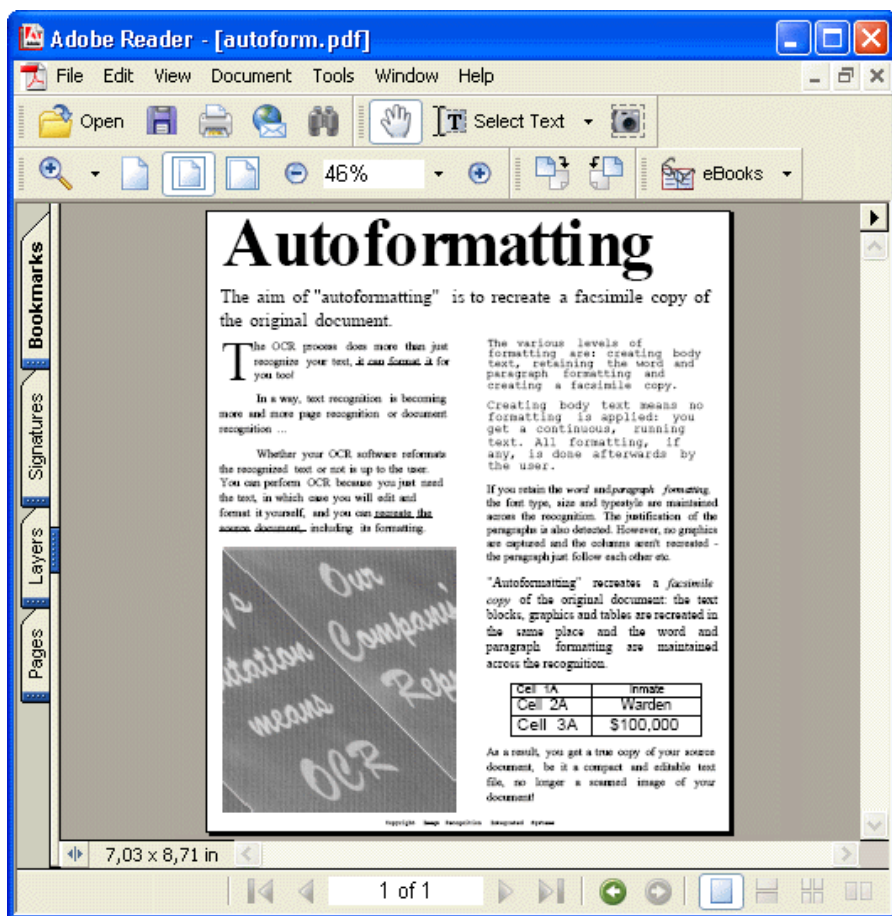 Adobe Reader - [autoform.pdf]
File Edit View Document Tools Window Help
Open
Select Text
46%
eBooks
Bookmarks
Signatures
Layers
Pages
Autoformatting
The aim of "autoformatting" is to recreate a facsimile copy of
the original document.
The OCR process does more than just
recognize your text, it can format it for
you too!
In a way, text recognition is becoming
more and more page recognition or document
recognition ...
Whether your OCR software reformats
the recognized text or not is up to the user.
You can perform OCR because you just need
the text, in which case you will edit and
format it yourself, and you can recreate the
source document, including its formatting.
Our
Companies
tation
means
OCR
The various levels of
formatting are: creating body
text, retaining the word and
paragraph formatting and
creating a facsimile copy.
Creating body text means no
formatting is applied: you
get a continuous, running
text. All formatting, if
any, is done afterwards by
the user.
If you retain the word and paragraph formatting,
the font type, size and typestyle are maintained
across the recognition. The justification of the
paragraphs is also detected. However, no graphics
are captured and the columns aren't recreated -
the paragraph just follow each other etc.
"Autoformatting" recreates a facsimile
copy of the original document: the text
blocks, graphics and tables are recreated in
the same place and the word and
paragraph formatting are maintained
across the recognition.
Cell 1A Inmate
Cell 2A Warden
Cell 3A $100,000
As a result, you get a true copy of your source
document, be it a compact and editable text
file, no longer a scanned image of your
document!
Copyright Image Recognition Integrated Systems
7,03 x 8,71 in
1 of 1